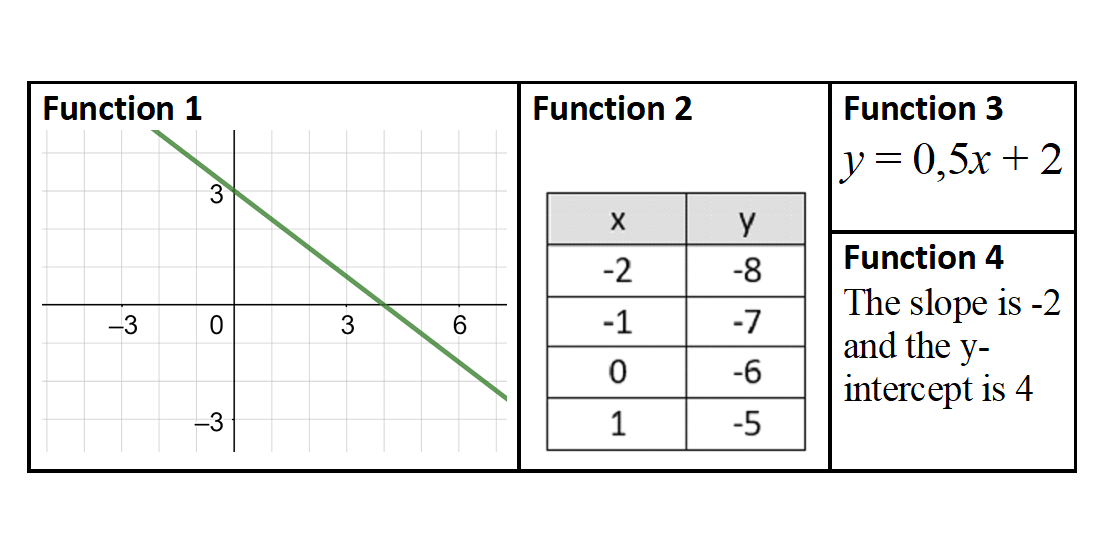 Function 1
3
–3
0
3
6
–3
Function 2
x y
-2 -8
-1 -7
0 -6
1 -5
Function 3
y = 0,5x + 2
Function 4
The slope is -2
and the y-
intercept is 4